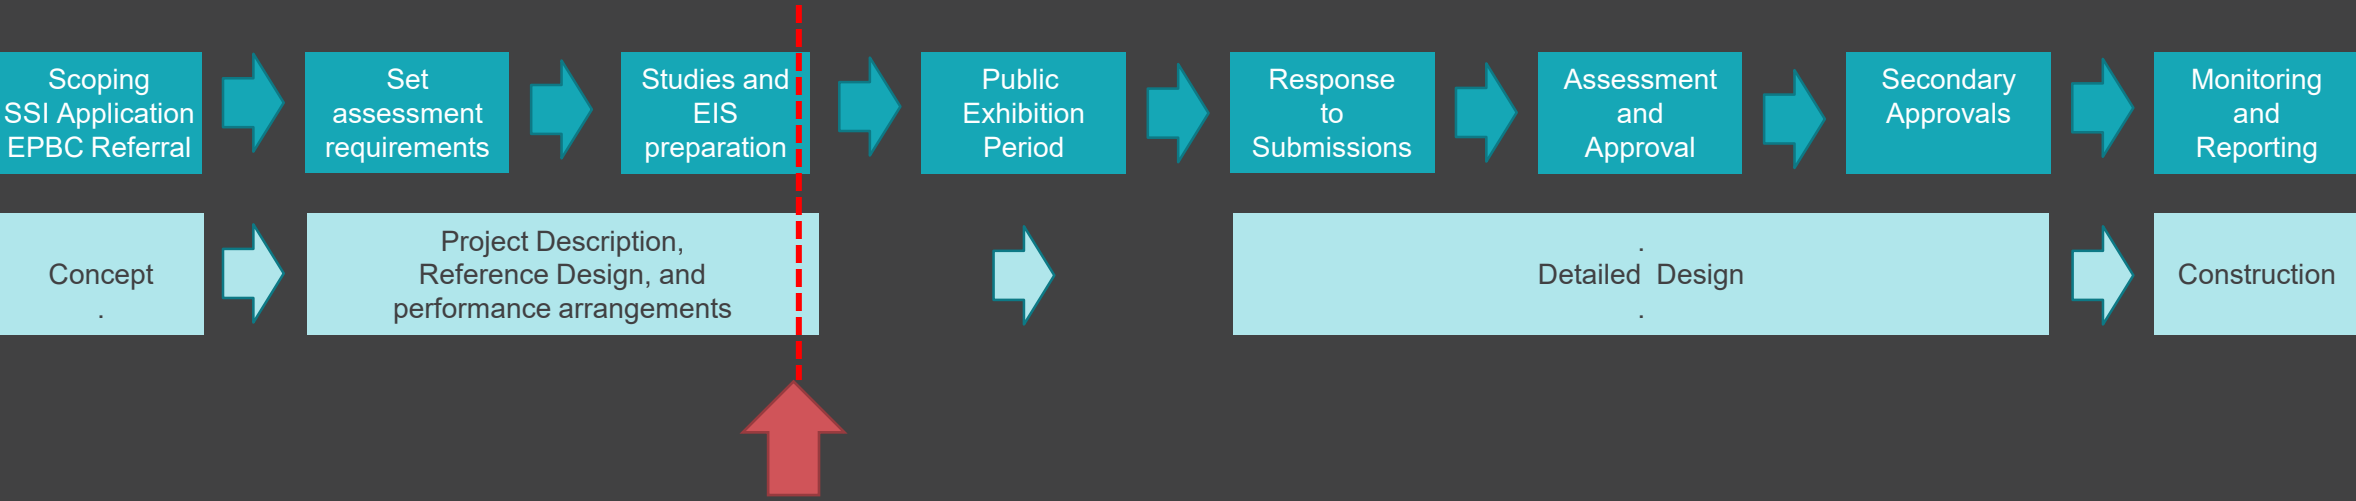 Scoping
SSI Application
EPBC Referral
Set
assessment
requirements
Studies and
EIS
preparation
Public
Exhibition
Period
Response
to
Submissions
Assessment
and
Approval
Secondary
Approvals
Monitoring
and
Reporting
Concept
.
Project Description,
Reference Design, and
performance arrangements
.
Detailed  Design
.
Construction